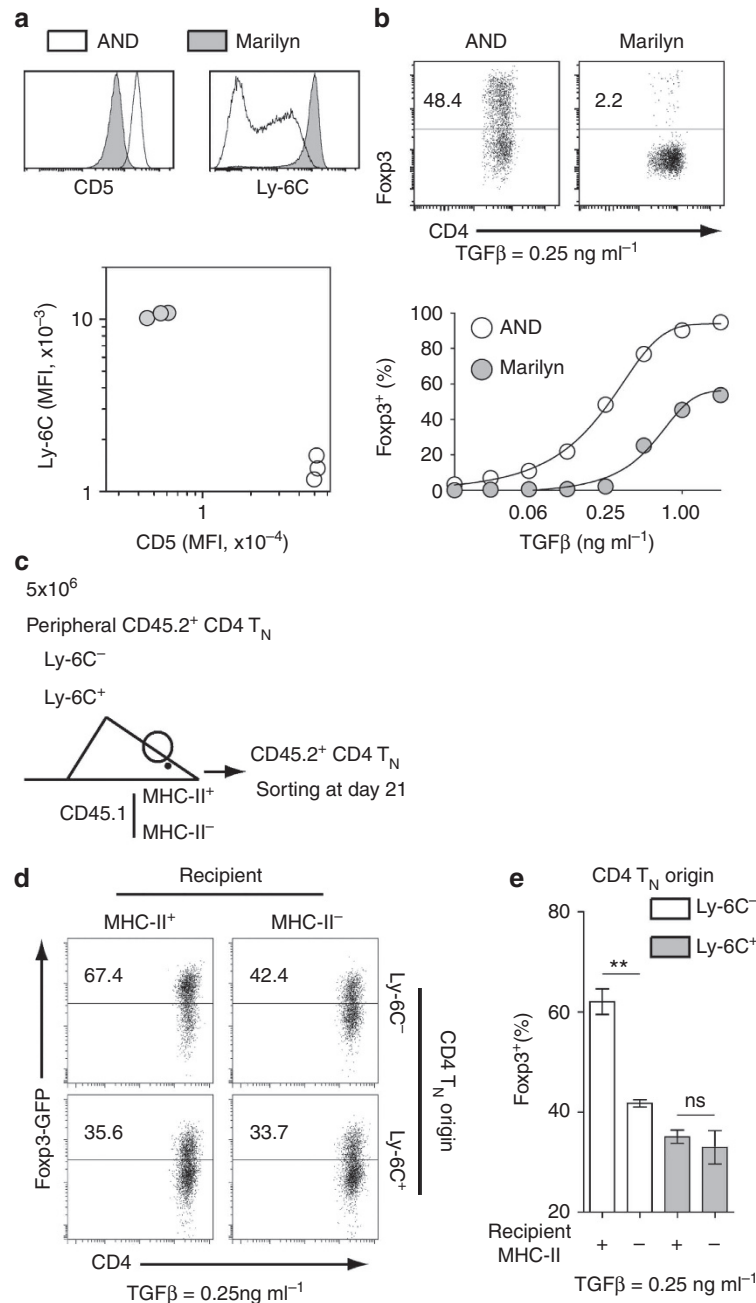 a
AND
Marilyn
CD5
Ly-6C
Ly-6C (MFI, x10⁻³)
10
1
1
CD5 (MFI, x10⁻⁴)
b
AND
Marilyn
48.4
2.2
Foxp3
CD4
TGFβ = 0.25 ng ml⁻¹
Foxp3⁺ (%)
100
80
60
40
20
0
AND
Marilyn
0.06
0.25
1.00
TGFβ (ng ml⁻¹)
c
5x10⁶
Peripheral CD45.2⁺ CD4 T_N
Ly-6C⁻
Ly-6C⁺
CD45.1
MHC-II⁺
MHC-II⁻
CD45.2⁺ CD4 T_N
Sorting at day 21
d
Recipient
MHC-II⁺
MHC-II⁻
67.4
42.4
35.6
33.7
Ly-6C⁻
Ly-6C⁺
CD4 T_N origin
Foxp3-GFP
CD4
TGFβ = 0.25ng ml⁻¹
e
CD4 T_N origin
Ly-6C⁻
Ly-6C⁺
80
60
40
20
Foxp3⁺(%)
**
ns
Recipient
MHC-II
+
–
+
–
TGFβ = 0.25 ng ml⁻¹